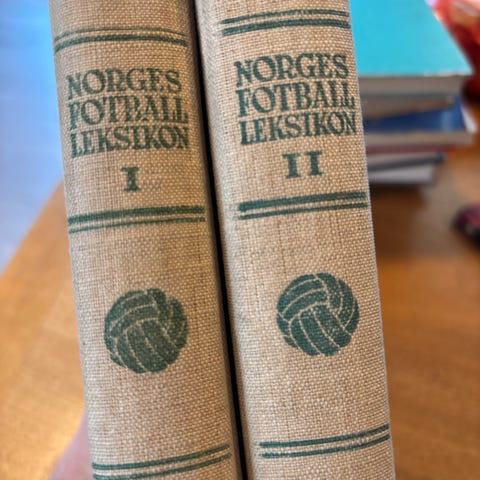 NORGES
FOTBALL
LEKSIKON
I
NORGES
FOTBALL
LEKSIKON
II